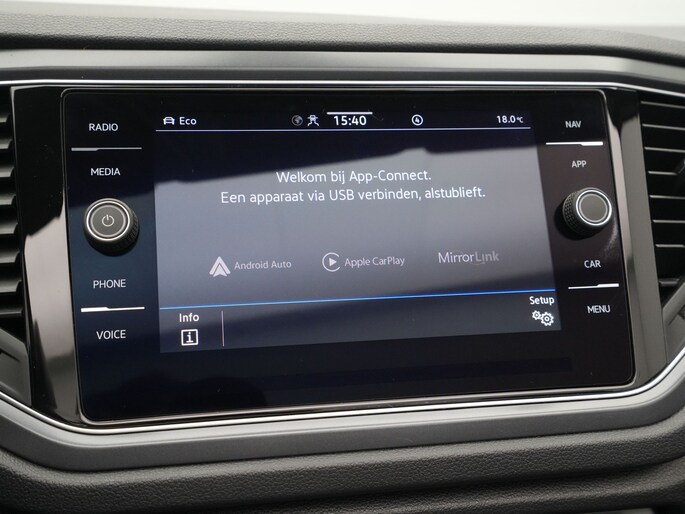 RADIO
MEDIA
PHONE
VOICE
Eco
15:40
4
18.0°C
Welkom bij App-Connect.
Een apparaat via USB verbinden, alstublieft.
Android Auto
Apple CarPlay
MirrorLink
Info
i
Setup
NAV
APP
CAR
MENU